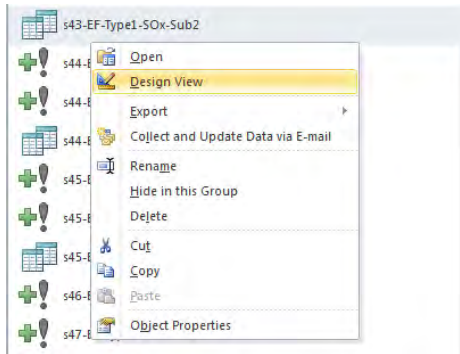 s43-EF-Type1-SOx-Sub2
s44-E
Open
Design View
s44-E
Export
s44-E
Collect and Update Data via E-mail
s45-E
Rename
Hide in this Group
s45-E
Delete
s45-E
Cut
Copy
s46-E
Paste
Object Properties
s47-E